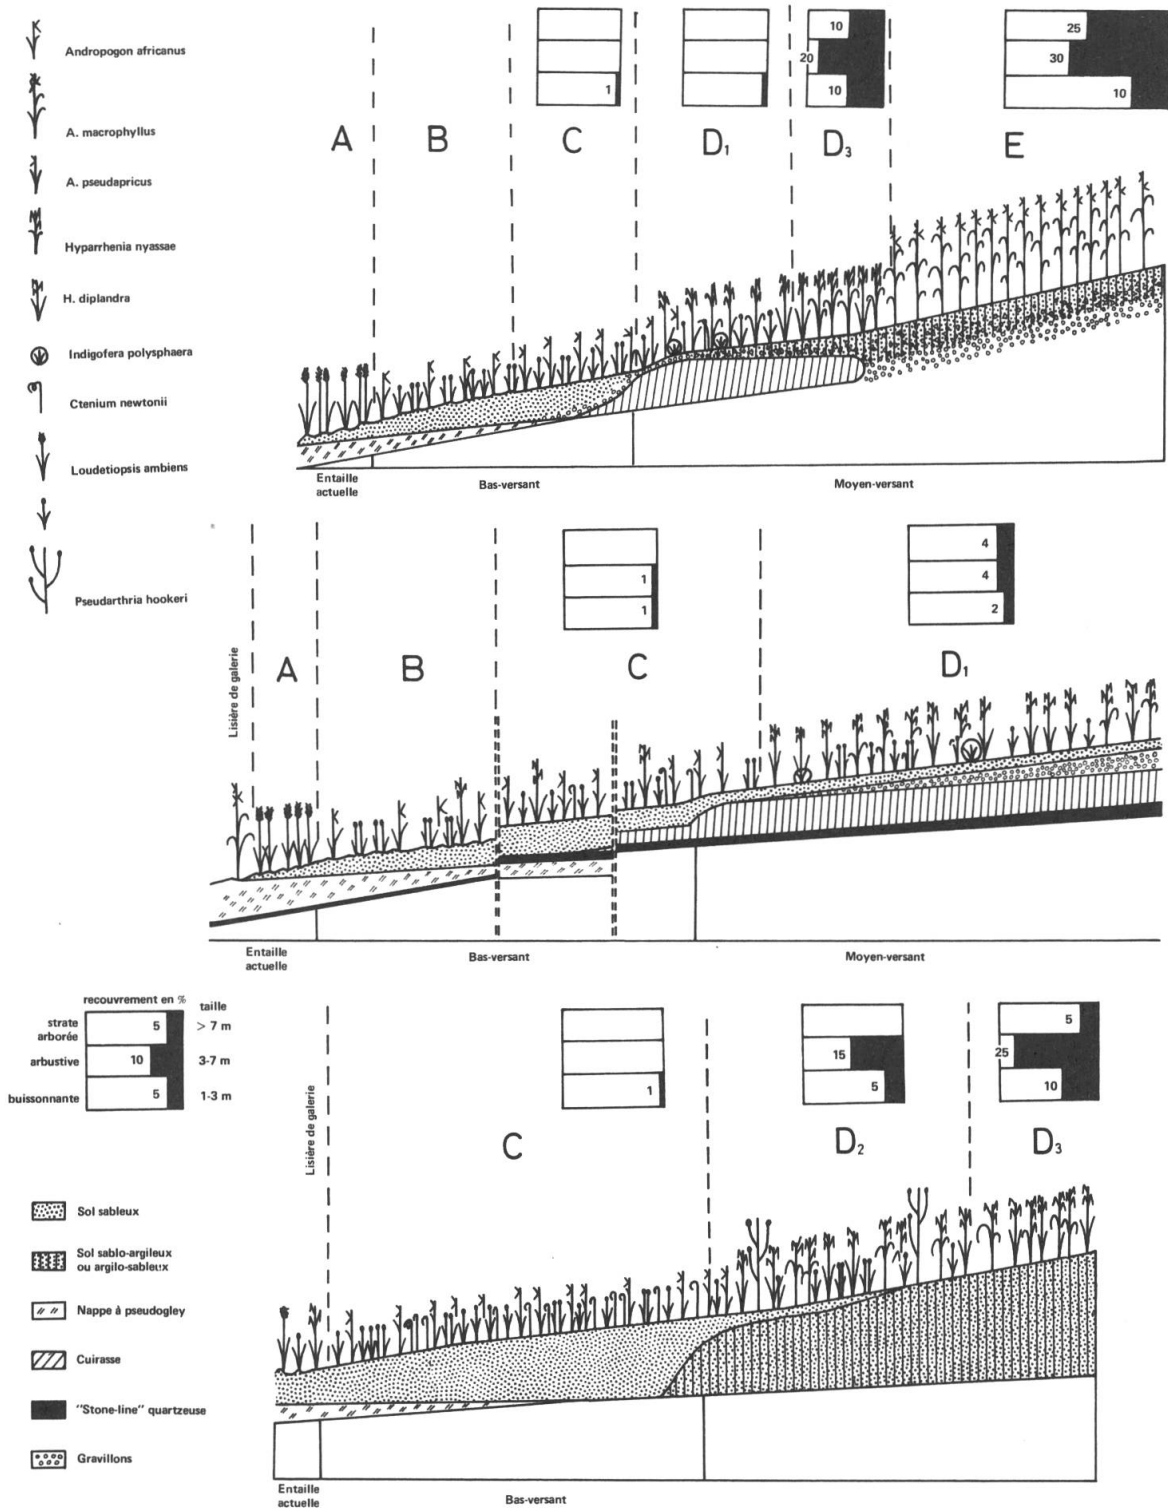 Andropogon africanus
A. macrophyllus
A. pseudapricus
Hyparrhenia nyassae
H. diplandra
Indigofera polysphaera
Ctenium newtonii
Loudetiopsis ambiens
Pseudarthria hookeri
10
25
20
30
1
10
10
A
B
C
D1
D3
E
Entaille
actuelle
Bas-versant
Moyen-versant
4
1
4
1
2
Lisière de galerie
A
B
C
D1
Entaille
actuelle
Bas-versant
Moyen-versant
recouvrement en %
taille
strate
arborée
5
> 7 m
arbustive
10
3-7 m
buissonnante
5
1-3 m
5
15
25
1
5
10
Lisière de galerie
C
D2
D3
Sol sableux
Sol sablo-argileux
ou argilo-sableux
Nappe à pseudogley
Cuirasse
"Stone-line" quartzeuse
Gravillons
Entaille
actuelle
Bas-versant